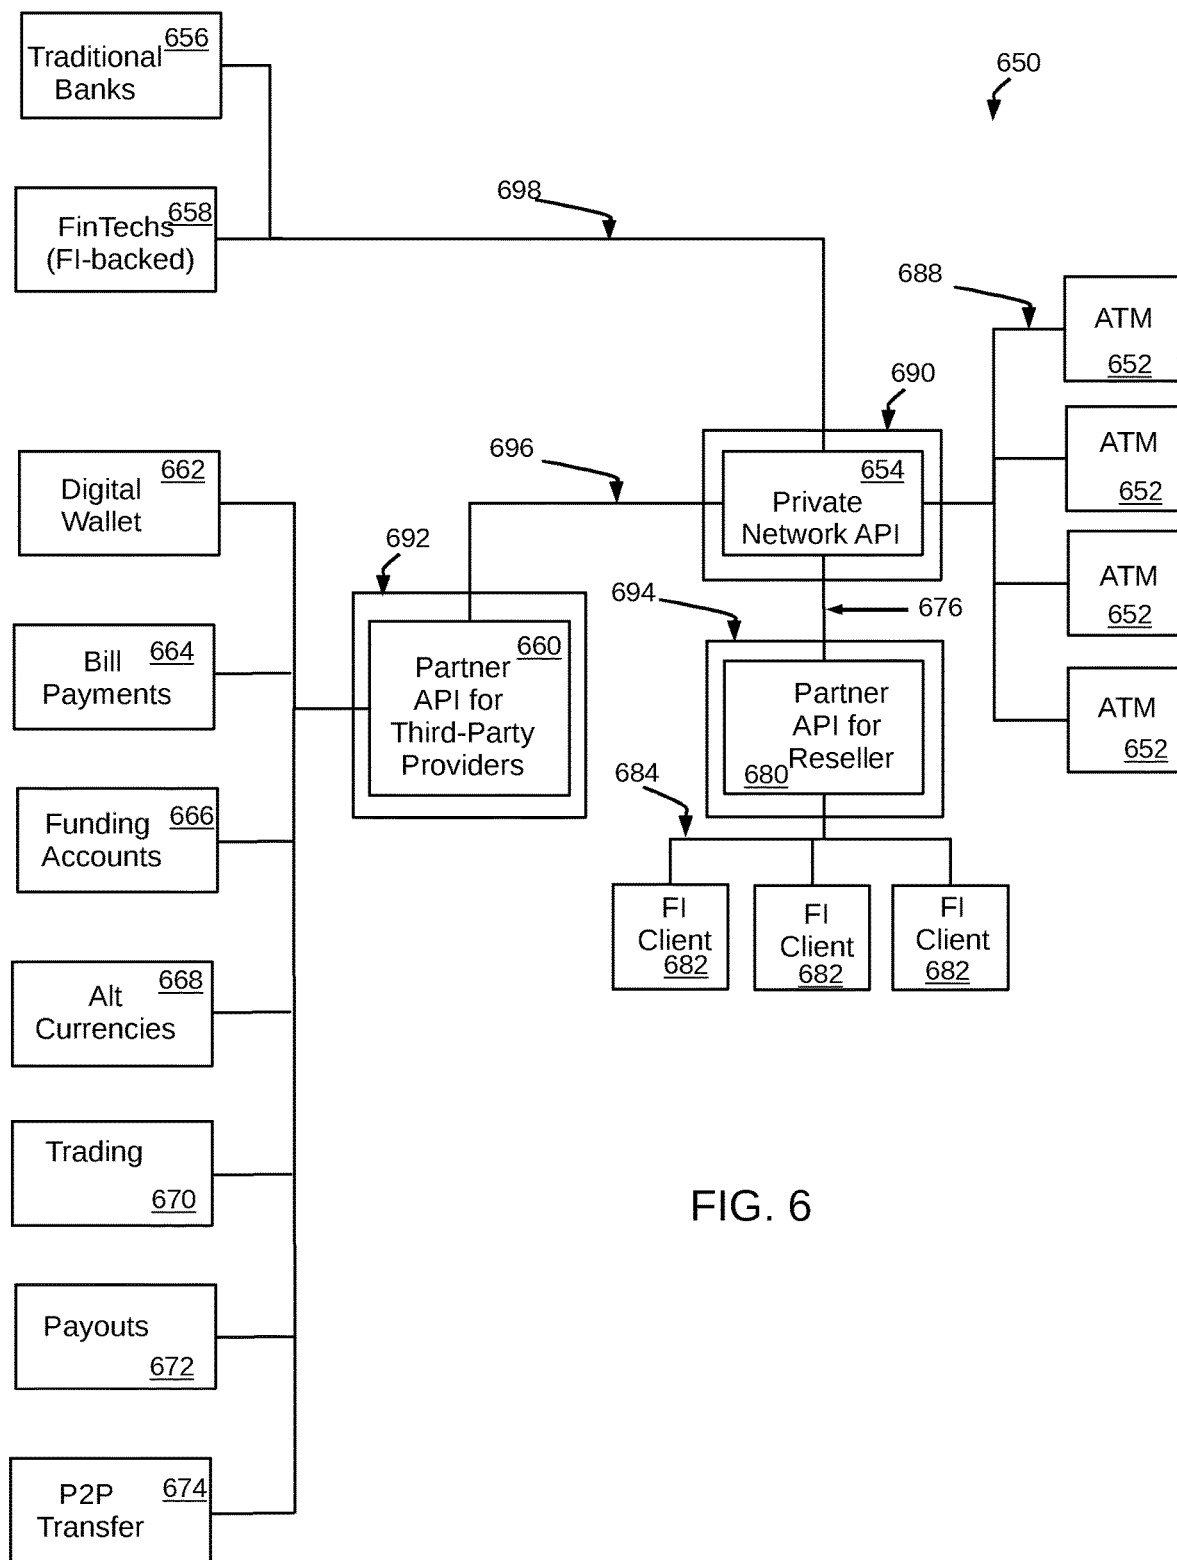 656
Traditional
Banks
650
698
658
FinTechs
(FI-backed)
688
ATM
652
690
696
662
Digital
Wallet
654
Private
Network API
ATM
652
692
694
676
ATM
652
664
Bill
Payments
660
Partner
API for
Third-Party
Providers
Partner
API for
Reseller
680
ATM
652
684
666
Funding
Accounts
FI
Client
682
FI
Client
682
FI
Client
682
668
Alt
Currencies
Trading
670
FIG. 6
Payouts
672
674
P2P
Transfer